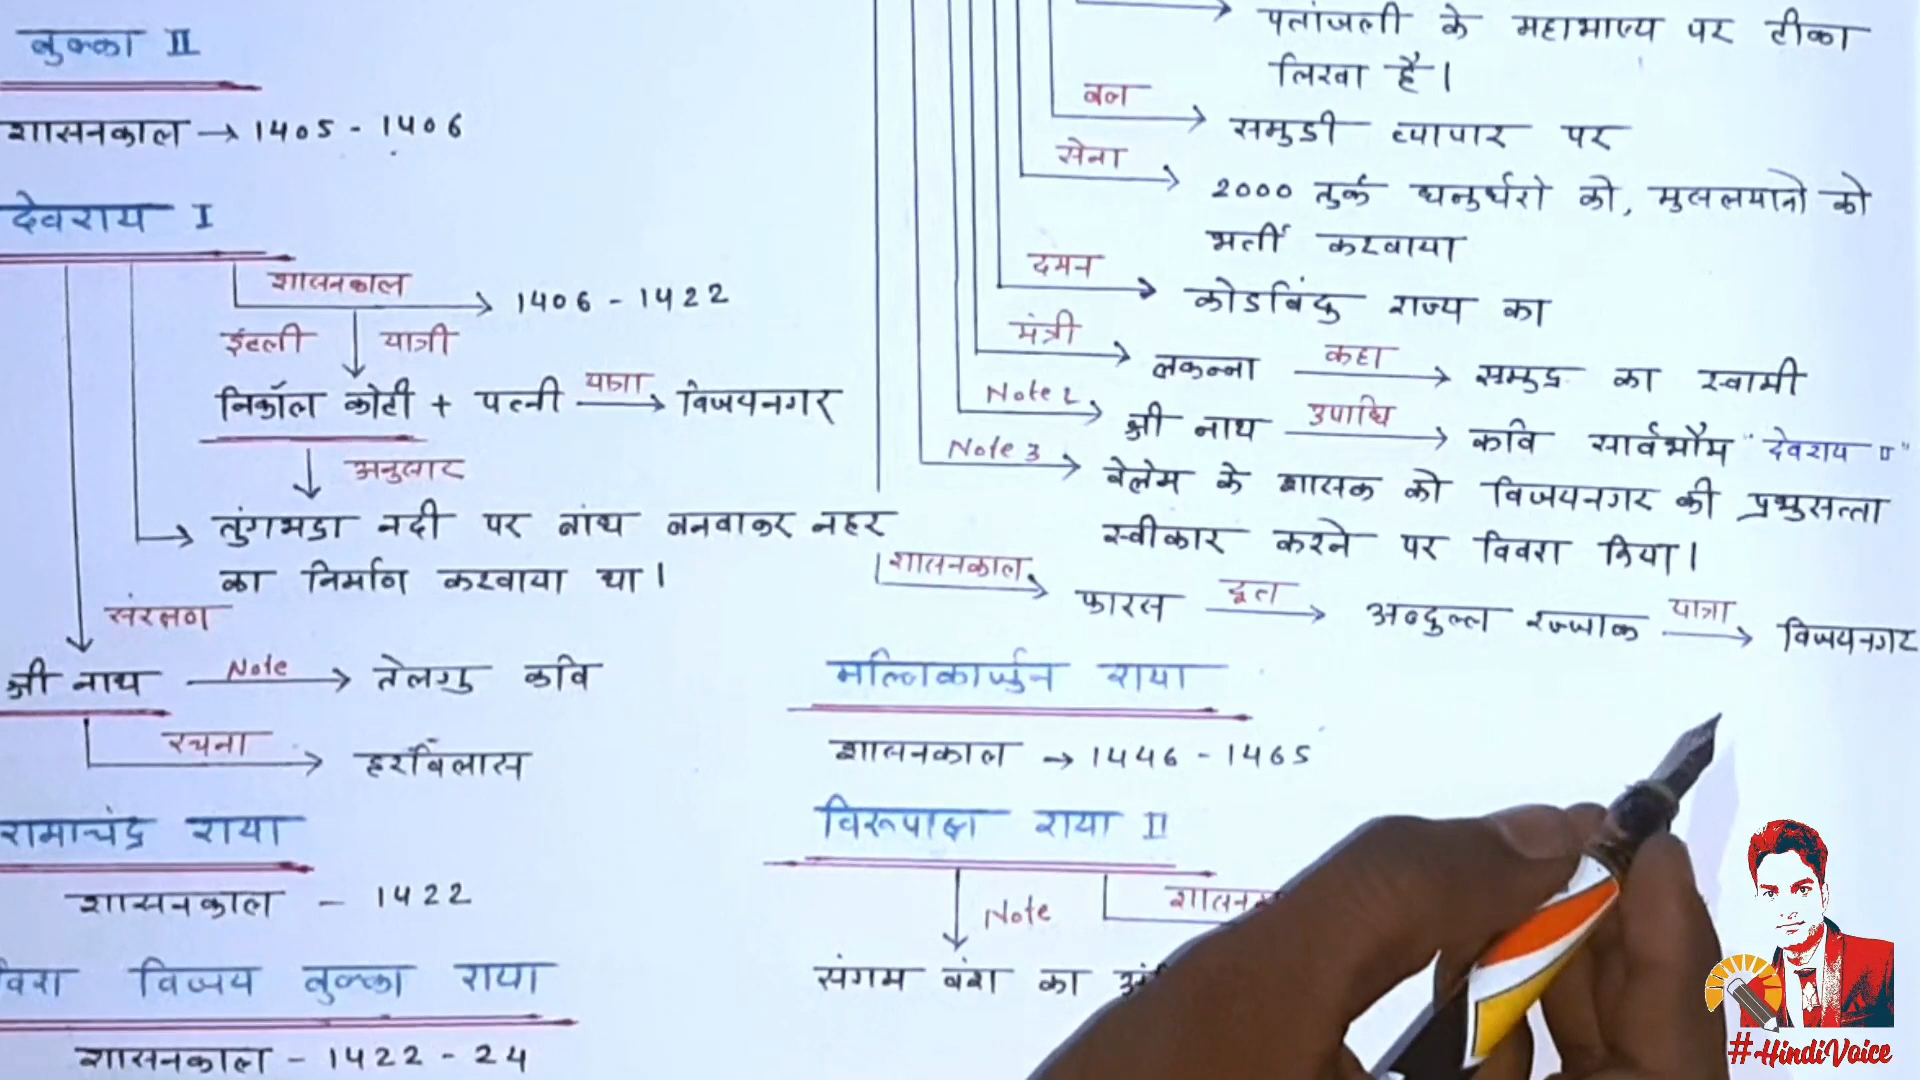 बुक्का II
शासनकाल → 1405 - 1406
देवराय I
शासनकाल → 1406 - 1422
इटली यात्री
निकॉल कोंटी + पत्नी यात्रा → विजयनगर
अनुसार
तुंगभद्रा नदी पर बांध बनवाकर नहर
का निर्माण करवाया था।
संरक्षण
श्री नाथ Note → तेलगु कवि
रचना → हरविलास
रामाचंद्र राया
शासनकाल - 1422
विरा विजय बुक्का राया
शासनकाल - 1422 - 24
पतांजली के महाभाष्य पर टीका
लिखा है।
बल → समुद्री व्यापार पर
सेना → 2000 तुर्क धनुर्धरो को, मुसलमानो को
भर्ती करवाया
दमन → कोंडबिंदु राज्य का
मंत्री → लकन्ना कहा → समुद्र का स्वामी
Note 2 → श्री नाथ उपाधि → कवि सार्वभौम "देवराय II"
Note 3 → वेलेम के शासक को विजयनगर की प्रभुसत्ता
स्वीकार करने पर विवश किया।
शासनकाल → फारस दूत → अब्दुल्ल रज्जाक यात्रा → विजयनगर
मल्लिकार्जुन राया
शासनकाल → 1446 - 1465
विरूपाक्ष राया II
Note
संगम वंश का
#HindiVoice